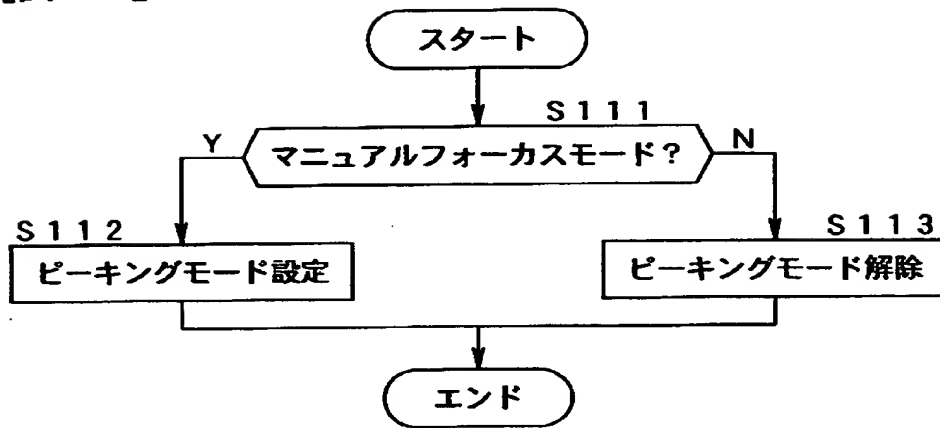 スタート
S111
Y
マニュアルフォーカスモード?
N
S112
S113
ピーキングモード設定
ピーキングモード解除
エンド